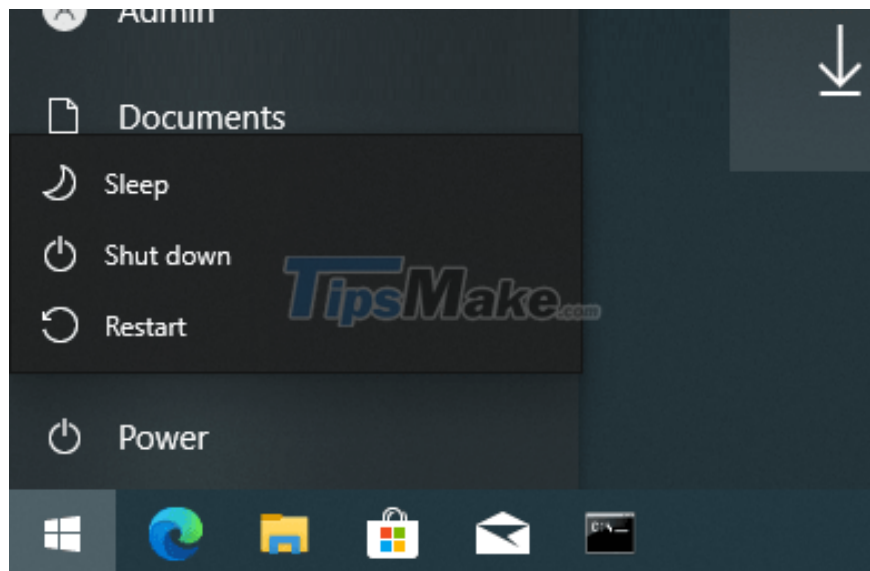 Admin
Documents
Sleep
Shut down
TipsMake.com
Restart
Power
C:\_